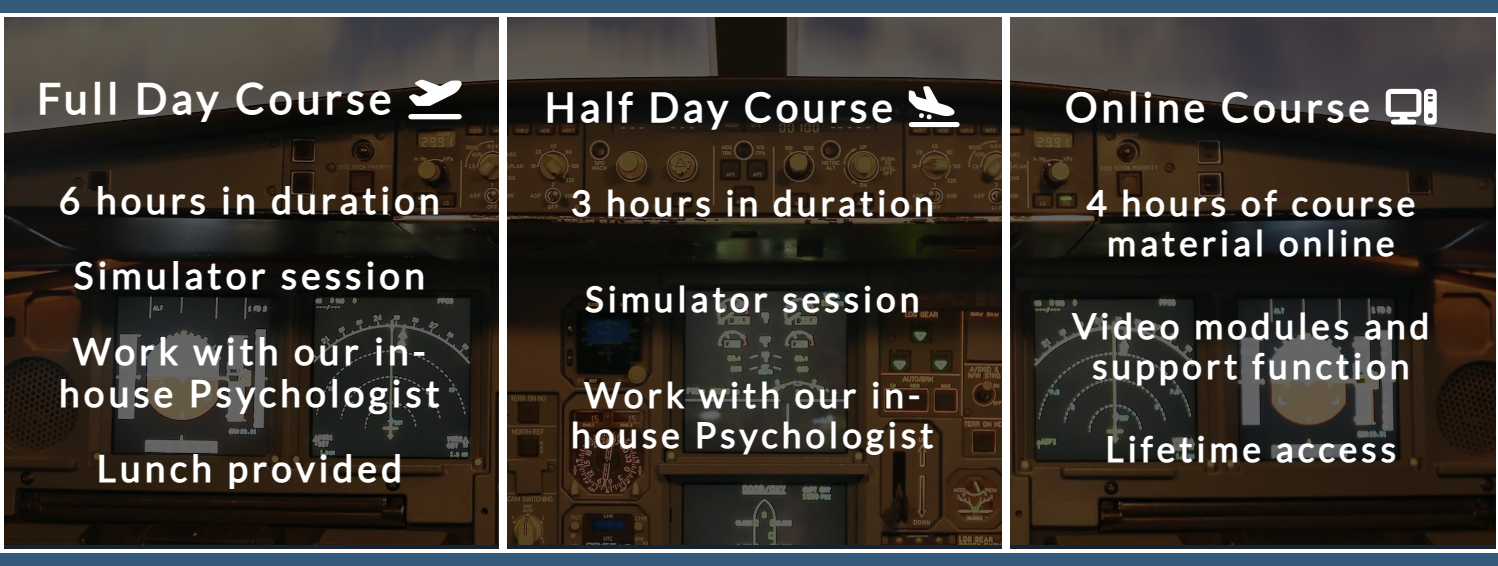 Full Day Course
6 hours in duration
Simulator session
Work with our in-
house Psychologist
Lunch provided
Half Day Course
3 hours in duration
Simulator session
Work with our in-
house Psychologist
Online Course
4 hours of course
material online
Video modules and
support function
Lifetime access